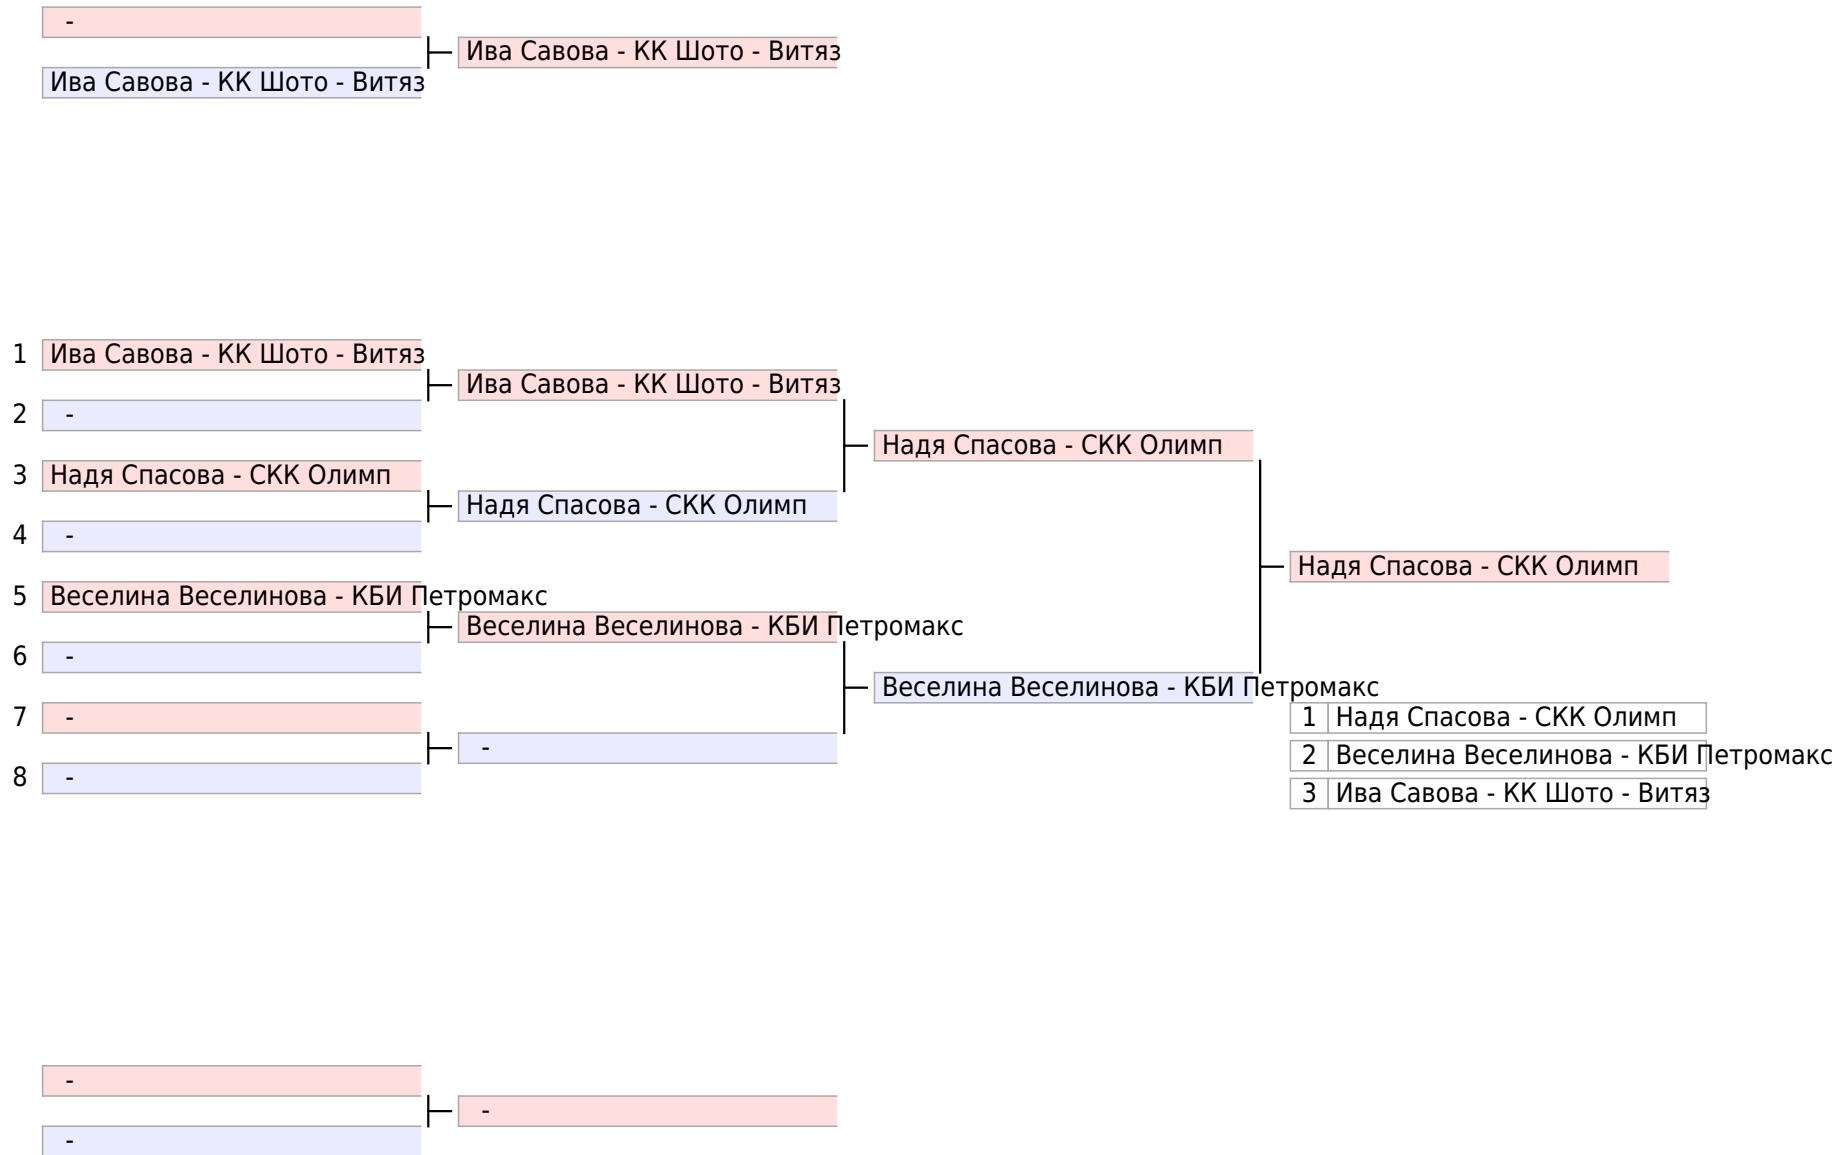 -
Ива Савова - КК Шото - Витяз
Ива Савова - КК Шото - Витяз
1 Ива Савова - КК Шото - Витяз
Ива Савова - КК Шото - Витяз
2 -
Надя Спасова - СКК Олимп
3 Надя Спасова - СКК Олимп
Надя Спасова - СКК Олимп
4 -
Надя Спасова - СКК Олимп
5 Веселина Веселинова - КБИ Петромакс
Веселина Веселинова - КБИ Петромакс
6 -
Веселина Веселинова - КБИ Петромакс
7 -
-
8 -
1 Надя Спасова - СКК Олимп
2 Веселина Веселинова - КБИ Петромакс
3 Ива Савова - КК Шото - Витяз
-
-
-